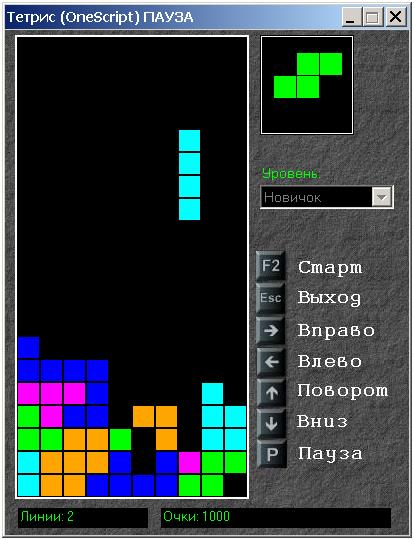 Тетрис (OneScript) ПАУЗА
Уровень:
Новичок
F2 Старт
Esc Выход
Вправо
Влево
Поворот
Вниз
P Пауза
Линии: 2
Очки: 1000